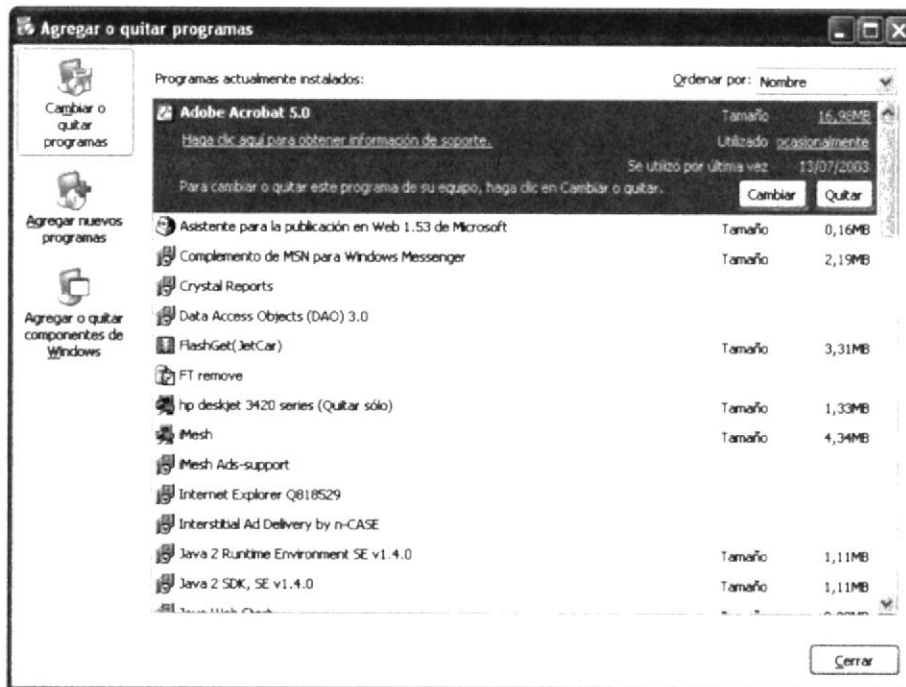 Agregar o quitar programas
Cambiar o
quitar
programas
Agregar nuevos
programas
Agregar o quitar
componentes de
Windows
Programas actualmente instalados:
Ordenar por: Nombre
Adobe Acrobat 5.0 Tamaño 16,98MB
Haga clic aquí para obtener información de soporte. Utilizado ocasionalmente
Se utilizó por última vez 13/07/2003
Para cambiar o quitar este programa de su equipo, haga clic en Cambiar o quitar. Cambiar Quitar
Asistente para la publicación en Web 1.53 de Microsoft Tamaño 0,16MB
Complemento de MSN para Windows Messenger Tamaño 2,19MB
Crystal Reports
Data Access Objects (DAO) 3.0
FlashGet(JetCar) Tamaño 3,31MB
FT remove
hp deskjet 3420 series (Quitar sólo) Tamaño 1,33MB
iMesh Tamaño 4,34MB
iMesh Ads-support
Internet Explorer Q818529
Interstitial Ad Delivery by n-CASE
Java 2 Runtime Environment SE v1.4.0 Tamaño 1,11MB
Java 2 SDK, SE v1.4.0 Tamaño 1,11MB
Cerrar